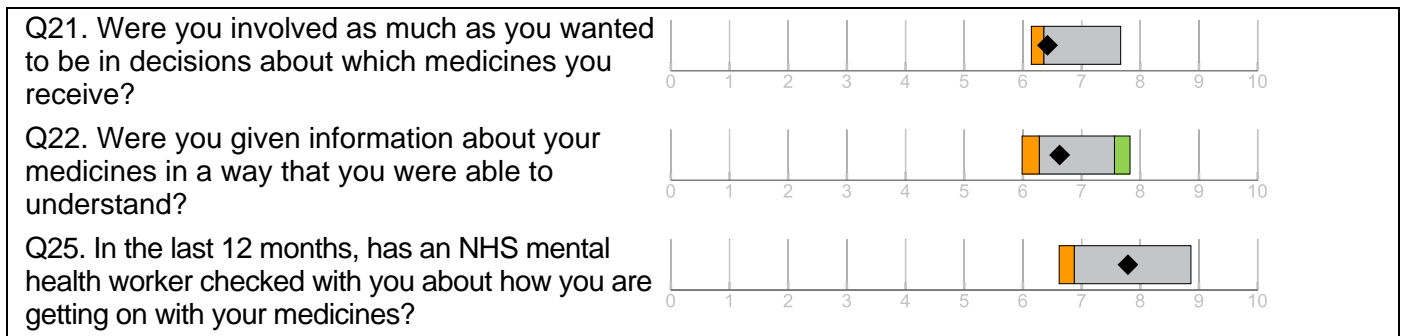 Q21. Were you involved as much as you wanted
to be in decisions about which medicines you
receive?
0 1 2 3 4 5 6 7 8 9 10
Q22. Were you given information about your
medicines in a way that you were able to
understand?
0 1 2 3 4 5 6 7 8 9 10
Q25. In the last 12 months, has an NHS mental
health worker checked with you about how you are
getting on with your medicines?
0 1 2 3 4 5 6 7 8 9 10